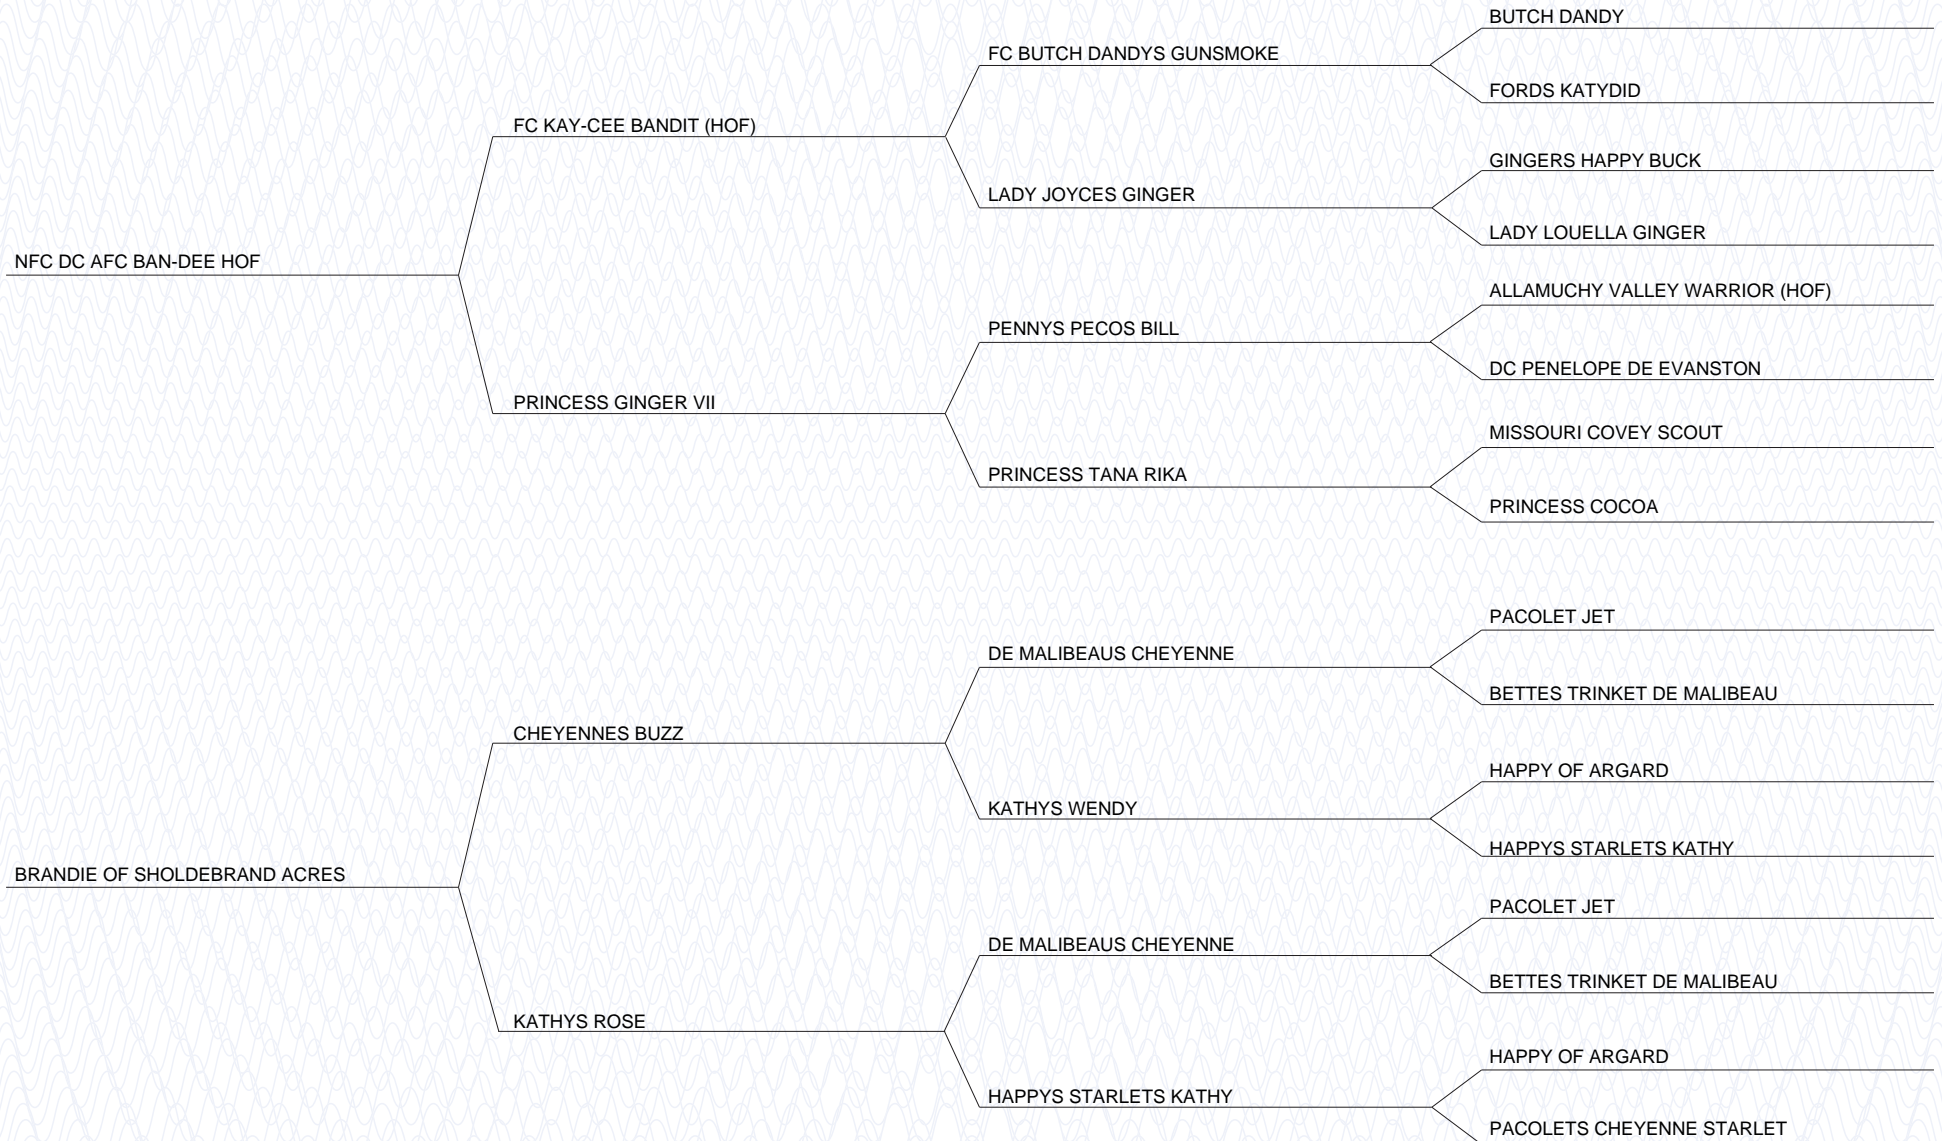 BUTCH DANDY
FC BUTCH DANDYS GUNSMOKE
FORDS KATYDID
FC KAY-CEE BANDIT (HOF)
GINGERS HAPPY BUCK
LADY JOYCES GINGER
LADY LOUELLA GINGER
NFC DC AFC BAN-DEE HOF
ALLAMUCHY VALLEY WARRIOR (HOF)
PENNYS PECOS BILL
DC PENELOPE DE EVANSTON
PRINCESS GINGER VII
MISSOURI COVEY SCOUT
PRINCESS TANA RIKA
PRINCESS COCOA
PACOLET JET
DE MALIBEAUS CHEYENNE
BETTES TRINKET DE MALIBEAU
CHEYENNES BUZZ
HAPPY OF ARGARD
KATHYS WENDY
HAPPYS STARLETS KATHY
BRANDIE OF SHOLDEBRAND ACRES
PACOLET JET
DE MALIBEAUS CHEYENNE
BETTES TRINKET DE MALIBEAU
KATHYS ROSE
HAPPY OF ARGARD
HAPPYS STARLETS KATHY
PACOLETS CHEYENNE STARLET